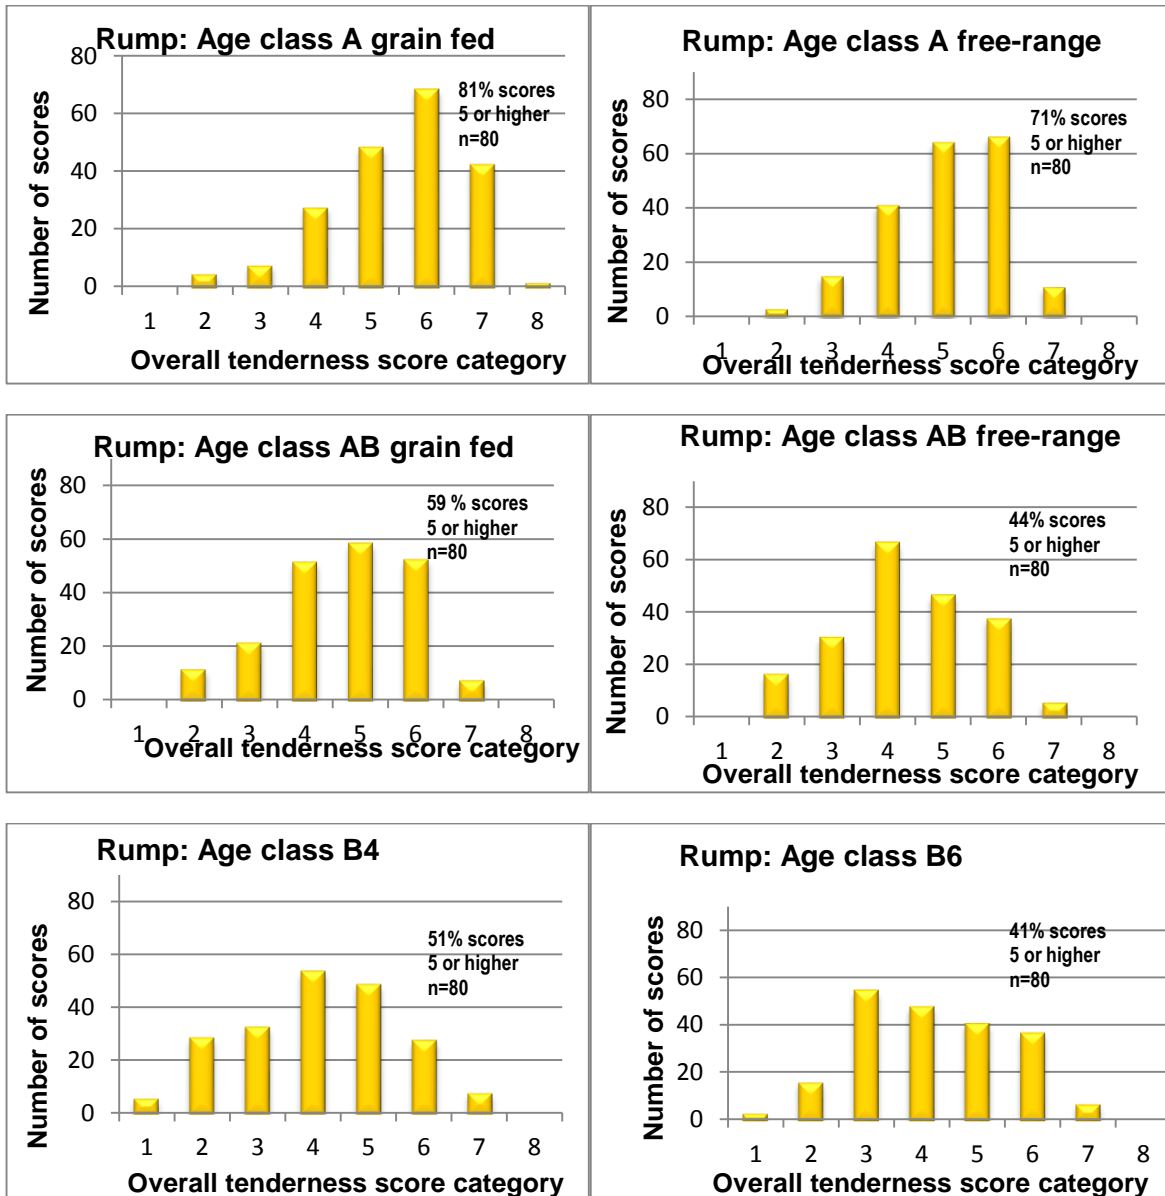 Rump: Age class A grain fed
80
60
40
20
0
Number of scores
81% scores
5 or higher
n=80
1 2 3 4 5 6 7 8
Overall tenderness score category
Rump: Age class A free-range
80
60
40
20
0
Number of scores
71% scores
5 or higher
n=80
1 2 3 4 5 6 7 8
Overall tenderness score category
Rump: Age class AB grain fed
80
60
40
20
0
Number of scores
59 % scores
5 or higher
n=80
1 2 3 4 5 6 7 8
Overall tenderness score category
Rump: Age class AB free-range
80
60
40
20
0
Number of scores
44% scores
5 or higher
n=80
1 2 3 4 5 6 7 8
Overall tenderness score category
Rump: Age class B4
80
60
40
20
0
Number of scores
51% scores
5 or higher
n=80
1 2 3 4 5 6 7 8
Overall tenderness score category
Rump: Age class B6
80
60
40
20
0
Number of scores
41% scores
5 or higher
n=80
1 2 3 4 5 6 7 8
Overall tenderness score category